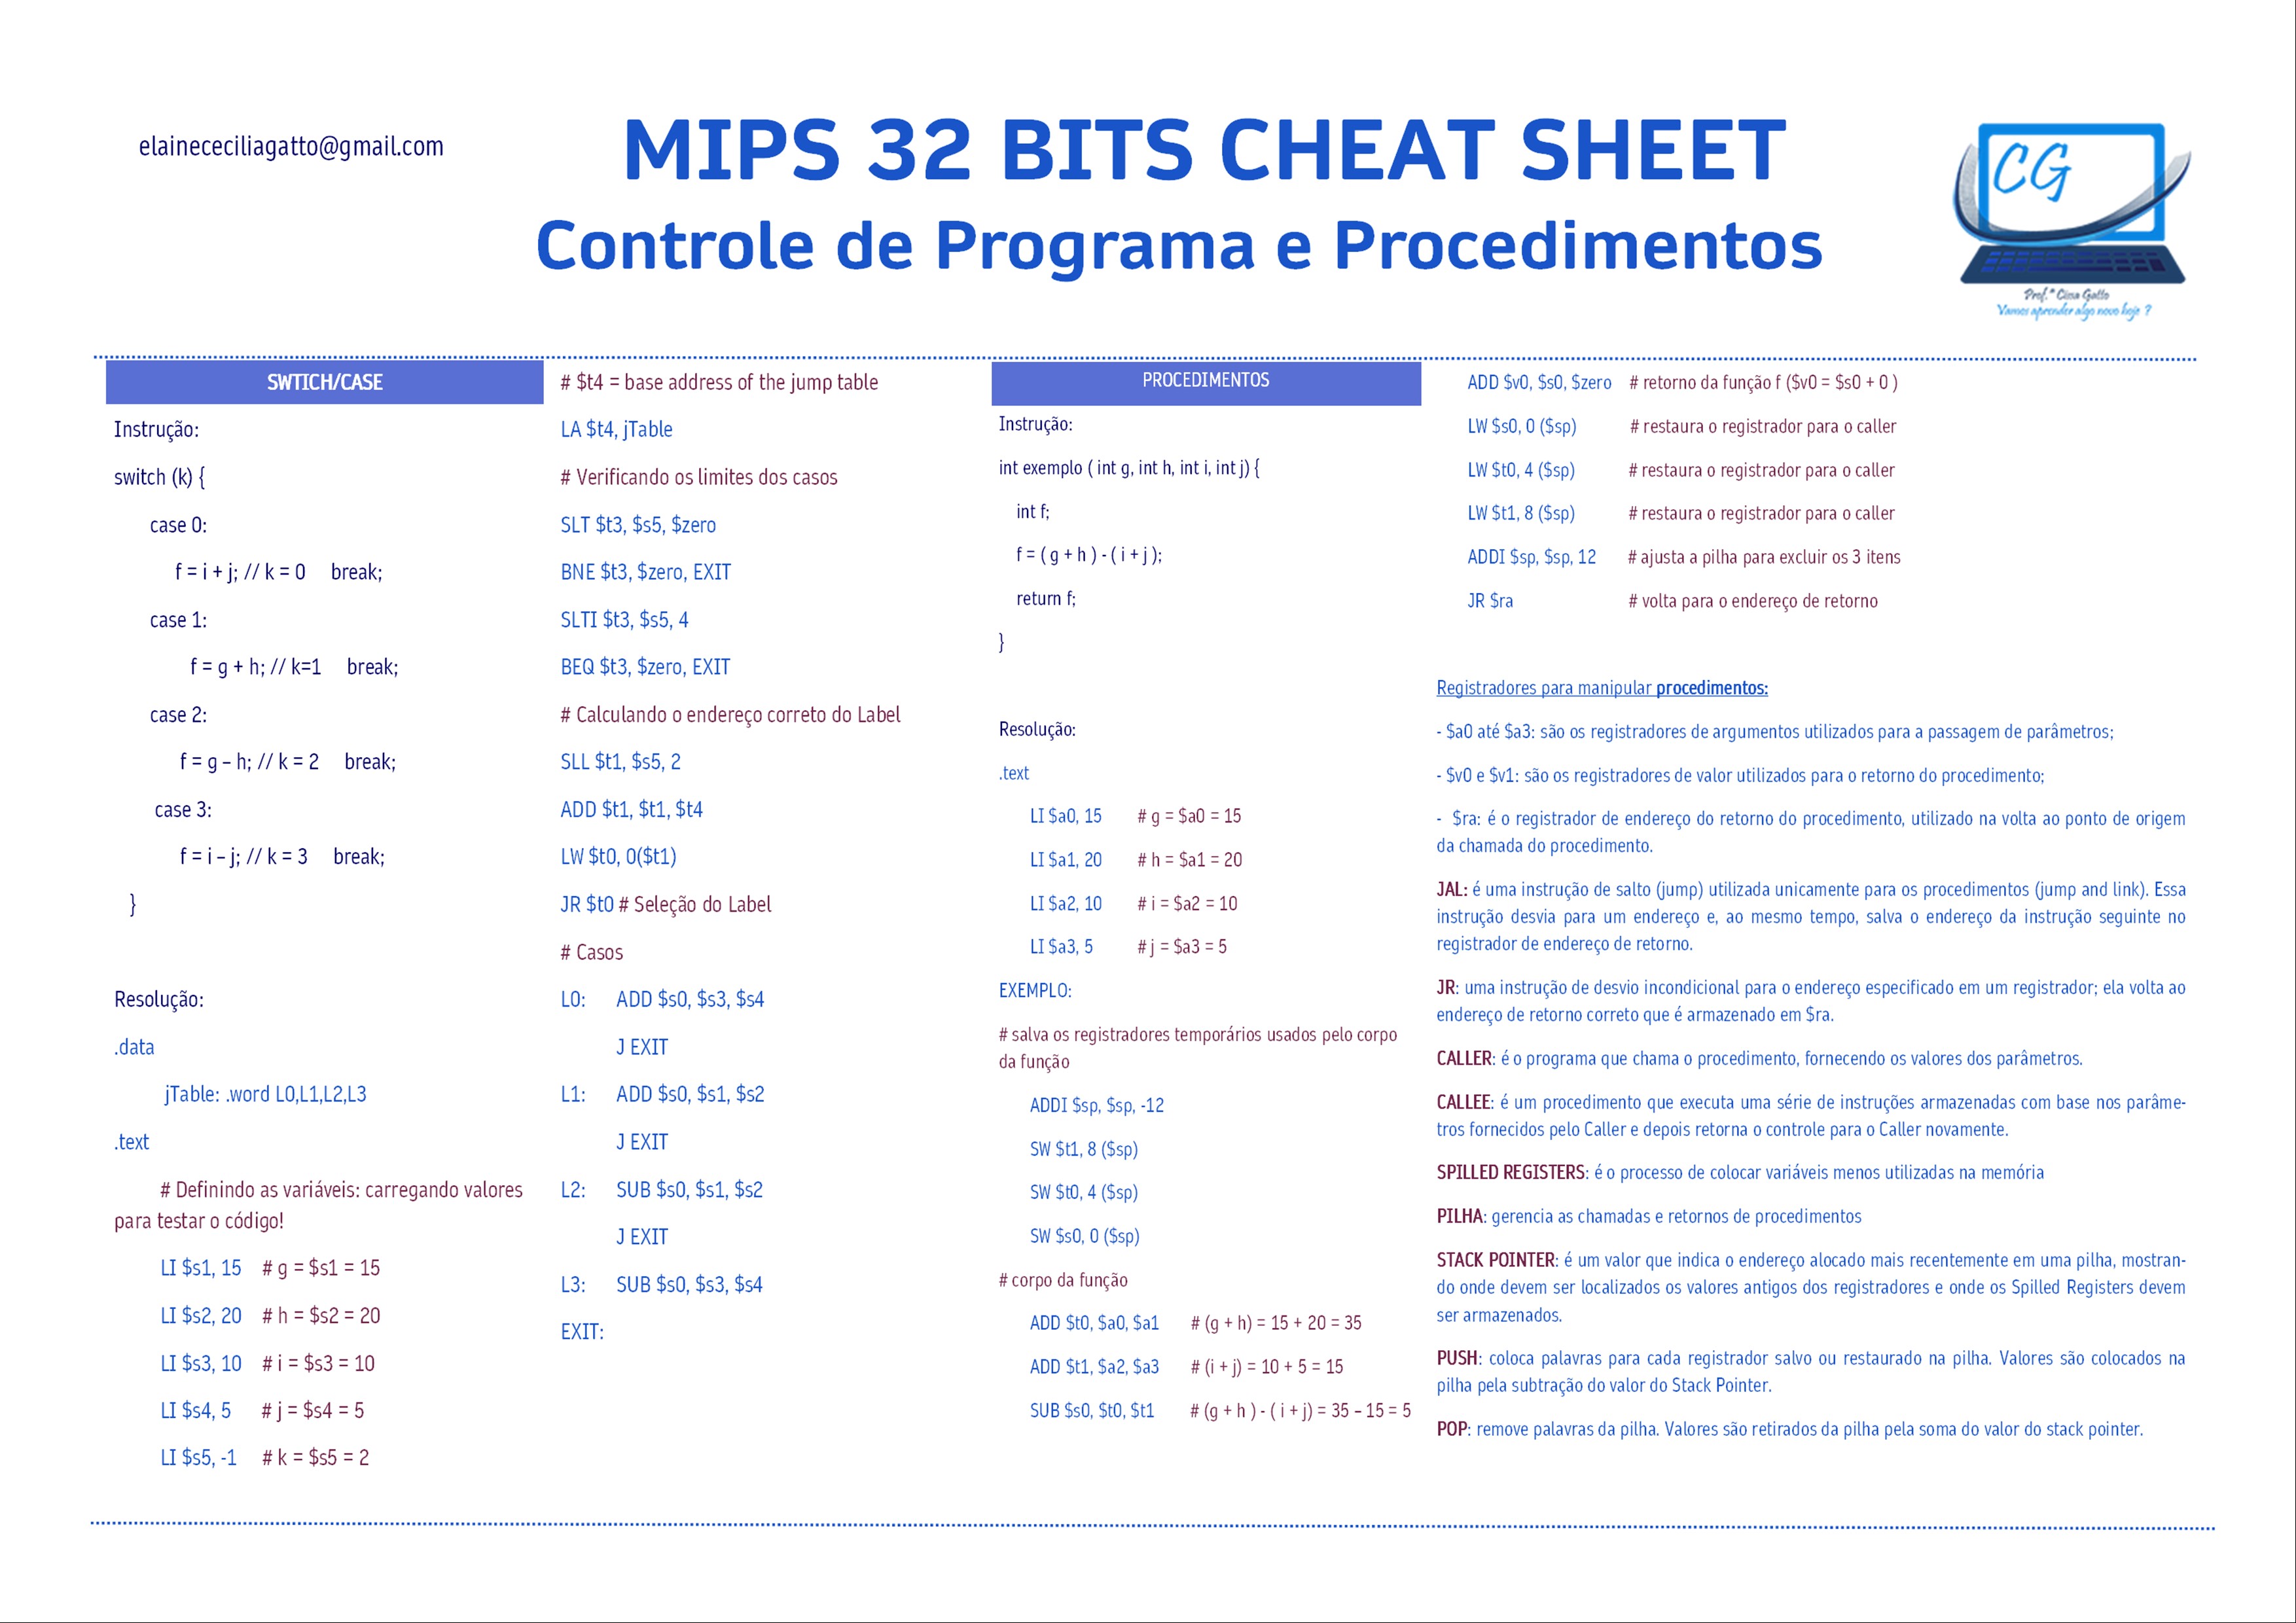 elainececiliagatto@gmail.com
MIPS 32 BITS CHEAT SHEET
Controle de Programa e Procedimentos
CG
Prof.ª Cissa Gatto
Vamos aprender algo novo hoje ?
SWTICH/CASE
Instrução:
switch (k) {
case 0:
f = i + j; // k = 0 break;
case 1:
f = g + h; // k=1 break;
case 2:
f = g – h; // k = 2 break;
case 3:
f = i – j; // k = 3 break;
}
Resolução:
.data
jTable: .word L0,L1,L2,L3
.text
# Definindo as variáveis: carregando valores
para testar o código!
LI $s1, 15 # g = $s1 = 15
LI $s2, 20 # h = $s2 = 20
LI $s3, 10 # i = $s3 = 10
LI $s4, 5 # j = $s4 = 5
LI $s5, -1 # k = $s5 = 2
# $t4 = base address of the jump table
LA $t4, jTable
# Verificando os limites dos casos
SLT $t3, $s5, $zero
BNE $t3, $zero, EXIT
SLTI $t3, $s5, 4
BEQ $t3, $zero, EXIT
# Calculando o endereço correto do Label
SLL $t1, $s5, 2
ADD $t1, $t1, $t4
LW $t0, 0($t1)
JR $t0 # Seleção do Label
# Casos
L0: ADD $s0, $s3, $s4
J EXIT
L1: ADD $s0, $s1, $s2
J EXIT
L2: SUB $s0, $s1, $s2
J EXIT
L3: SUB $s0, $s3, $s4
EXIT:
PROCEDIMENTOS
Instrução:
int exemplo ( int g, int h, int i, int j) {
int f;
f = ( g + h ) - ( i + j );
return f;
}
Resolução:
.text
LI $a0, 15 # g = $a0 = 15
LI $a1, 20 # h = $a1 = 20
LI $a2, 10 # i = $a2 = 10
LI $a3, 5 # j = $a3 = 5
EXEMPLO:
# salva os registradores temporários usados pelo corpo
da função
ADDI $sp, $sp, -12
SW $t1, 8 ($sp)
SW $t0, 4 ($sp)
SW $s0, 0 ($sp)
# corpo da função
ADD $t0, $a0, $a1 # (g + h) = 15 + 20 = 35
ADD $t1, $a2, $a3 # (i + j) = 10 + 5 = 15
SUB $s0, $t0, $t1 # (g + h ) - ( i + j) = 35 – 15 = 5
ADD $v0, $s0, $zero # retorno da função f ($v0 = $s0 + 0 )
LW $s0, 0 ($sp) # restaura o registrador para o caller
LW $t0, 4 ($sp) # restaura o registrador para o caller
LW $t1, 8 ($sp) # restaura o registrador para o caller
ADDI $sp, $sp, 12 # ajusta a pilha para excluir os 3 itens
JR $ra # volta para o endereço de retorno
Registradores para manipular procedimentos:
- $a0 até $a3: são os registradores de argumentos utilizados para a passagem de parâmetros;
- $v0 e $v1: são os registradores de valor utilizados para o retorno do procedimento;
- $ra: é o registrador de endereço do retorno do procedimento, utilizado na volta ao ponto de origem
da chamada do procedimento.
JAL: é uma instrução de salto (jump) utilizada unicamente para os procedimentos (jump and link). Essa
instrução desvia para um endereço e, ao mesmo tempo, salva o endereço da instrução seguinte no
registrador de endereço de retorno.
JR: uma instrução de desvio incondicional para o endereço especificado em um registrador; ela volta ao
endereço de retorno correto que é armazenado em $ra.
CALLER: é o programa que chama o procedimento, fornecendo os valores dos parâmetros.
CALLEE: é um procedimento que executa uma série de instruções armazenadas com base nos parâme-
tros fornecidos pelo Caller e depois retorna o controle para o Caller novamente.
SPILLED REGISTERS: é o processo de colocar variáveis menos utilizadas na memória
PILHA: gerencia as chamadas e retornos de procedimentos
STACK POINTER: é um valor que indica o endereço alocado mais recentemente em uma pilha, mostran-
do onde devem ser localizados os valores antigos dos registradores e onde os Spilled Registers devem
ser armazenados.
PUSH: coloca palavras para cada registrador salvo ou restaurado na pilha. Valores são colocados na
pilha pela subtração do valor do Stack Pointer.
POP: remove palavras da pilha. Valores são retirados da pilha pela soma do valor do stack pointer.